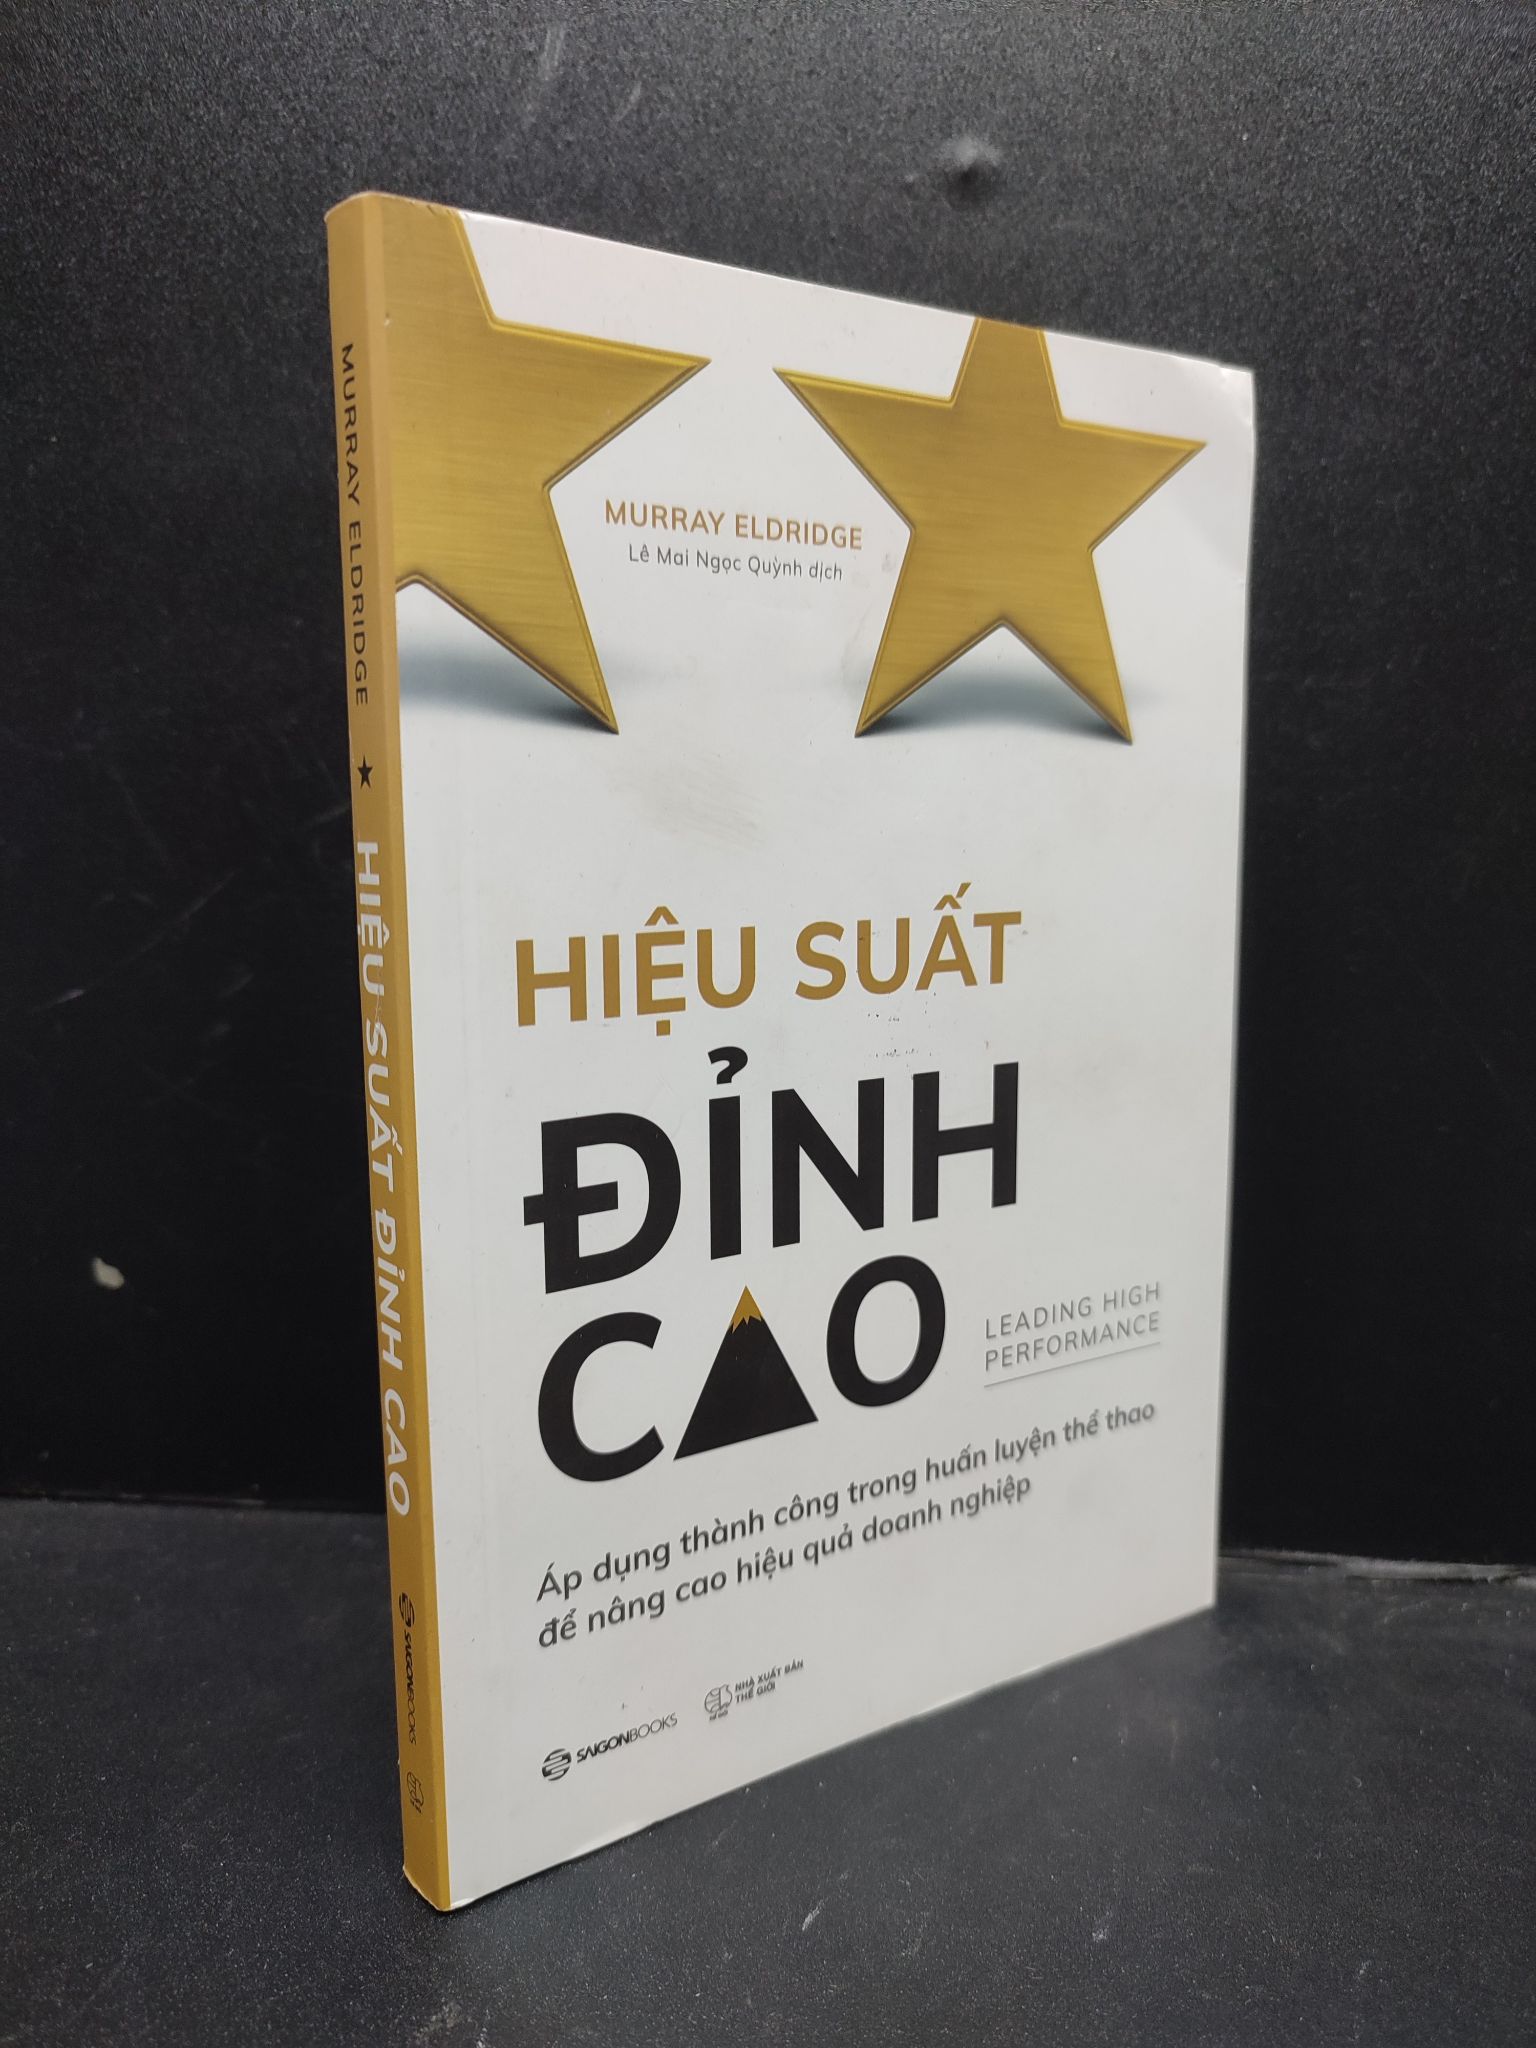 MURRAY ELDRIDGE
Lê Mai Ngọc Quỳnh dịch
HIỆU SUẤT
ĐỈNH
CAO
LEADING HIGH
PERFORMANCE
Áp dụng thành công trong huấn luyện thể thao
để nâng cao hiệu quả doanh nghiệp
SAIGONBOOKS
NHÀ XUẤT BẢN
THẾ GIỚI
MURRAY ELDRIDGE ★ HIỆU SUẤT ĐỈNH CAO
SAIGONBOOKS